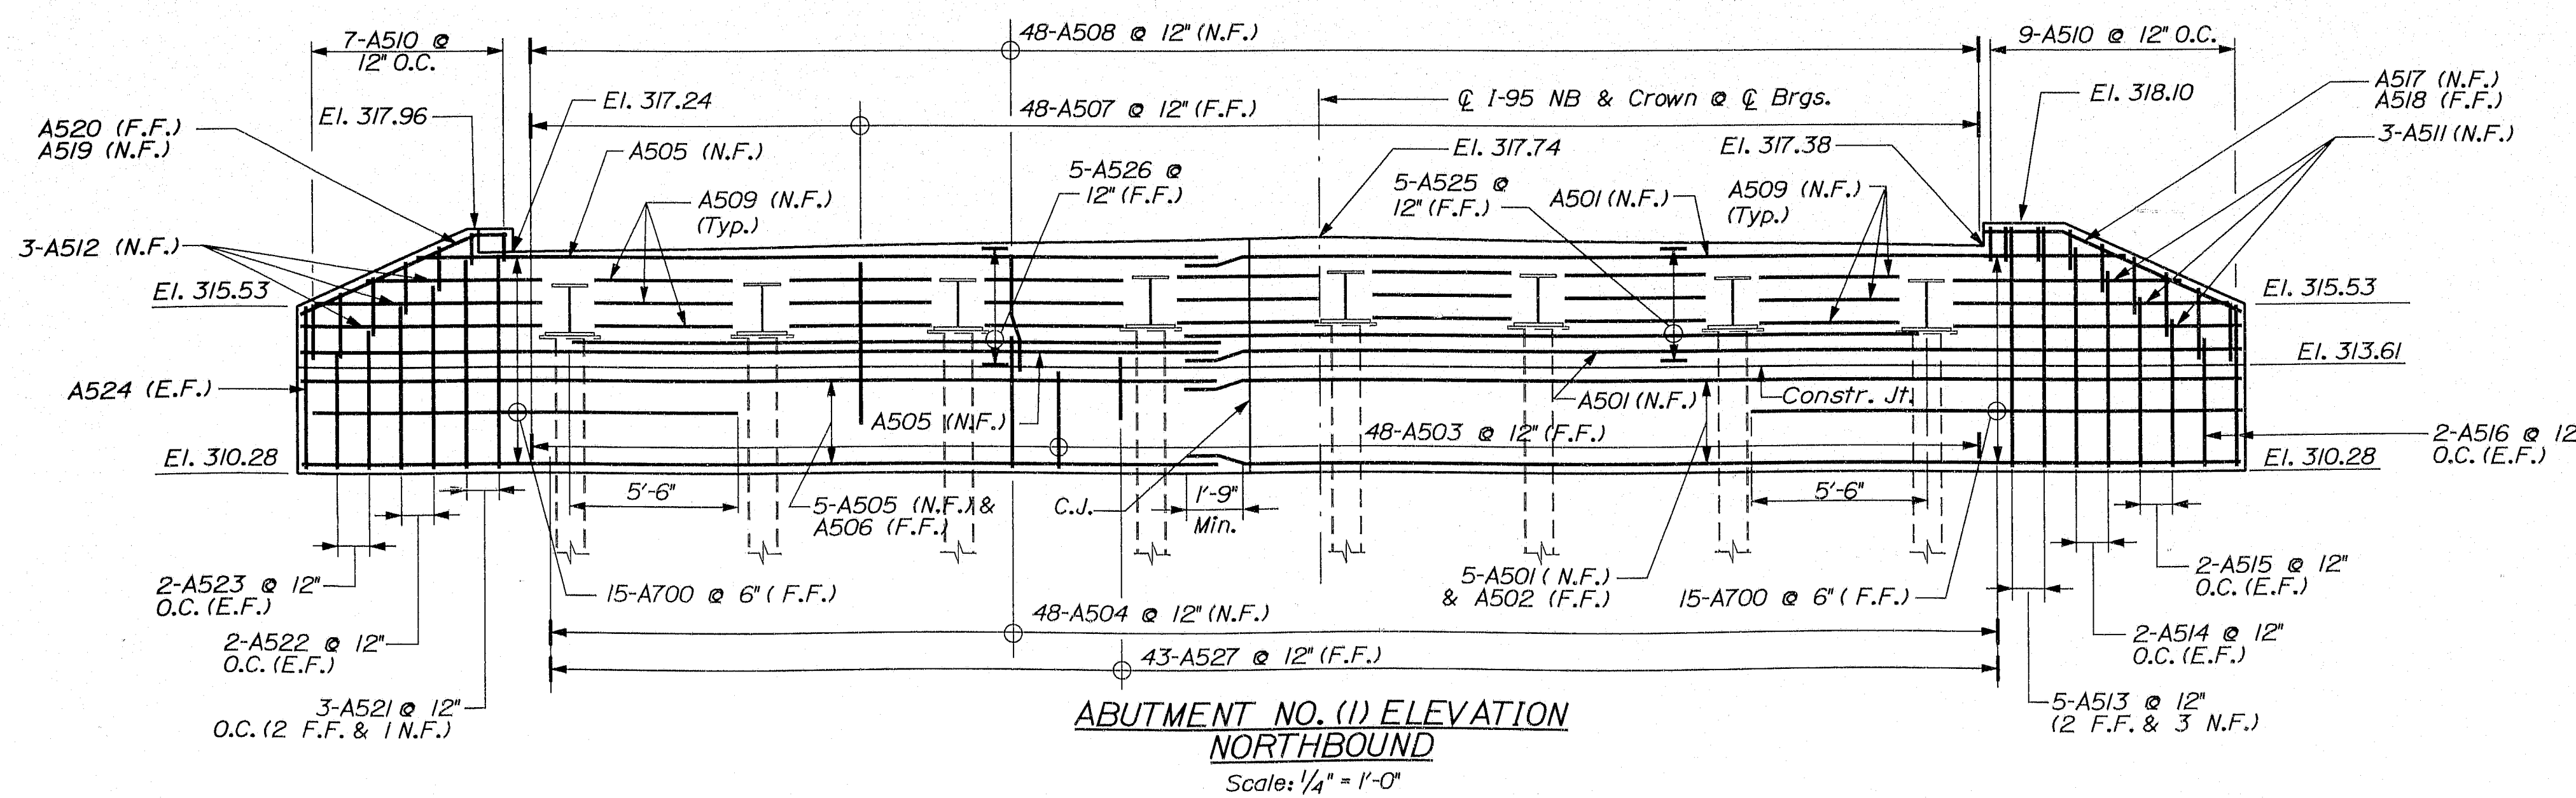 48-A508 @ 12" (N.F.)
7-A510 @
12" O.C.
9-A510 @ 12" O.C.
El. 317.24
48-A507 @ 12" (F.F.)
℄ I-95 NB & Crown @ ℄ Brgs.
El. 318.10
A517 (N.F.)
A518 (F.F.)
El. 317.96
A520 (F.F.)
A519 (N.F.)
A505 (N.F.)
5-A526 @
12" (F.F.)
El. 317.74
El. 317.38
3-A511 (N.F.)
A509 (N.F.)
(Typ.)
5-A525 @
12" (F.F.)
A501 (N.F.)
A509 (N.F.)
(Typ.)
3-A512 (N.F.)
El. 315.53
El. 315.53
El. 313.61
A524 (E.F.)
A505 (N.F.)
A501 (N.F.)
Constr. Jt.
48-A503 @ 12" (F.F.)
2-A516 @ 12
O.C. (E.F.)
El. 310.28
El. 310.28
5'-6"
5-A505 (N.F.) &
A506 (F.F.)
C.J.
1'-9"
Min.
5'-6"
2-A523 @ 12"
O.C. (E.F.)
15-A700 @ 6" ( F.F.)
5-A501 ( N.F.)
& A502 (F.F.)
15-A700 @ 6" ( F.F.)
2-A515 @ 12"
O.C. (E.F.)
48-A504 @ 12" (N.F.)
2-A522 @ 12"
O.C. (E.F.)
2-A514 @ 12"
O.C. (E.F.)
43-A527 @ 12" (F.F.)
3-A521 @ 12"
O.C. (2 F.F. & 1 N.F.)
5-A513 @ 12"
(2 F.F. & 3 N.F.)
ABUTMENT NO. (1) ELEVATION
NORTHBOUND
Scale: 1/4" = 1'-0"